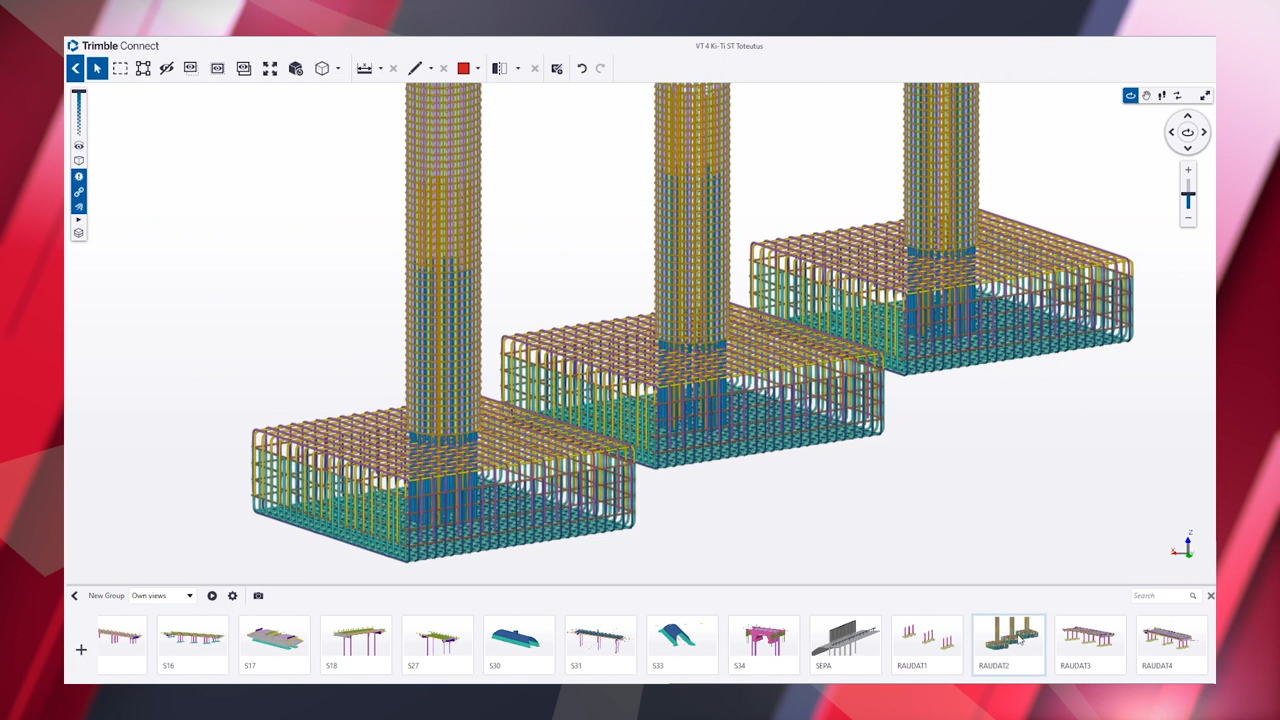 Trimble Connect
VT 4 Ki-Ti ST Toteutus
Z
X
New Group
Own views
Search
S16
S17
S18
S27
S30
S31
S33
S34
SEPA
RAUDAT1
RAUDAT2
RAUDAT3
RAUDAT4